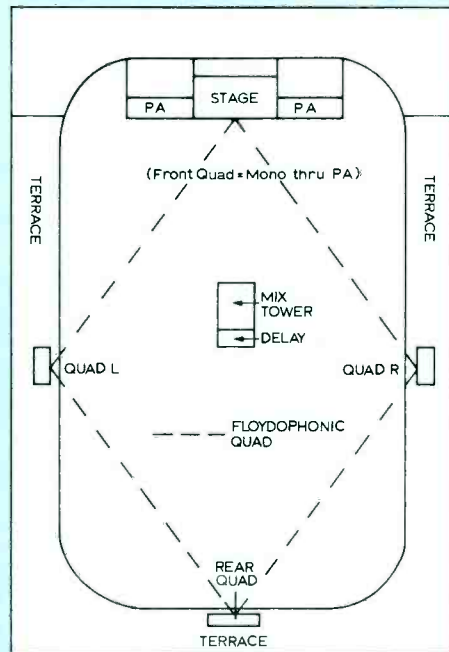 PA
STAGE
PA
(Front Quad = Mono thru PA)
TERRACE
TERRACE
MIX
TOWER
DELAY
QUAD L
QUAD R
FLOYDOPHONIC
QUAD
REAR
QUAD
TERRACE